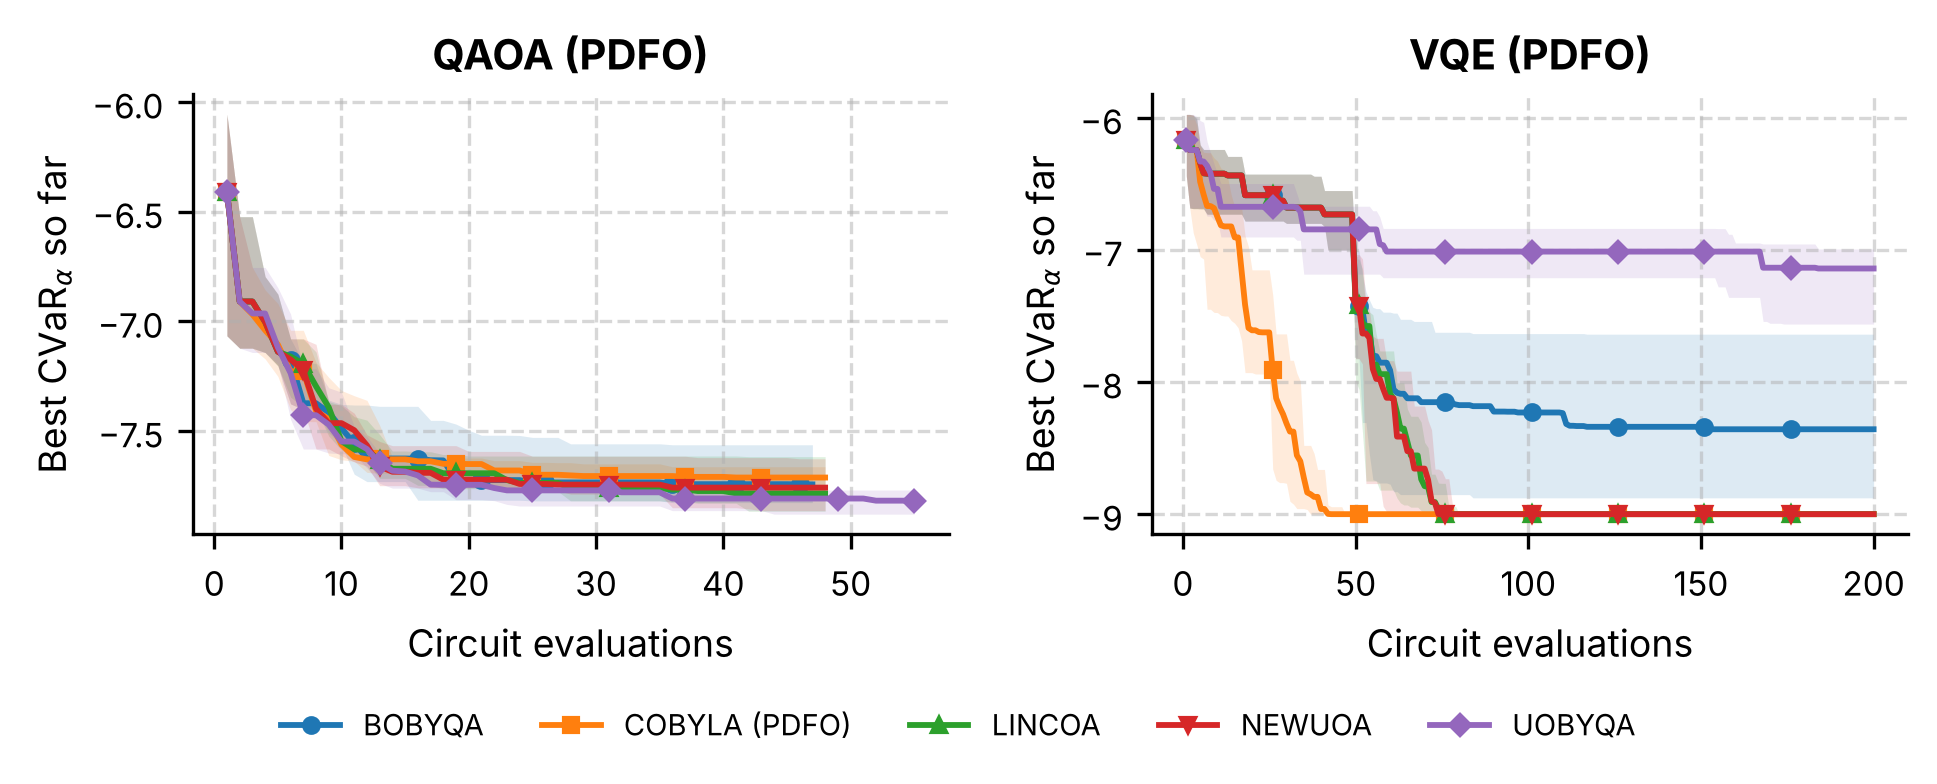 QAOA (PDFO)
−6.0
−6.5
−7.0
−7.5
Best CVaRα so far
0 10 20 30 40 50
Circuit evaluations
VQE (PDFO)
−6
−7
−8
−9
Best CVaRα so far
0 50 100 150 200
Circuit evaluations
BOBYQA COBYLA (PDFO) LINCOA NEWUOA UOBYQA